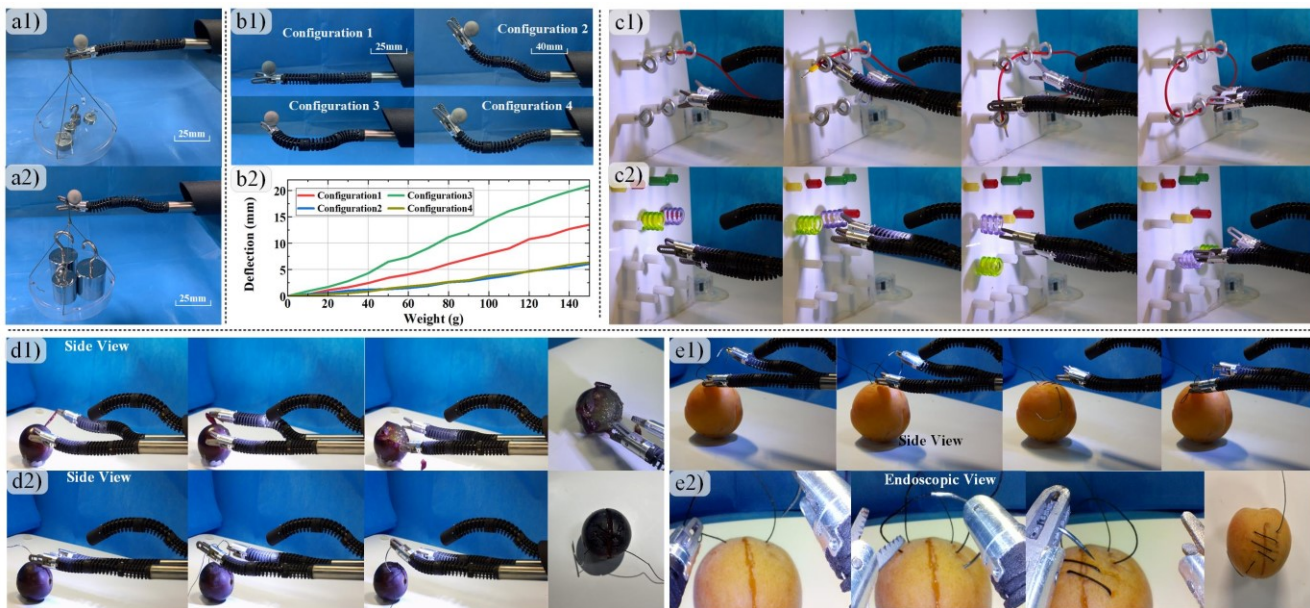 a1)
25mm
a2)
25mm
b1)
Configuration 1
25mm
Configuration 2
40mm
Configuration 3
Configuration 4
b2)
20
15
10
5
0
Configuration1
Configuration3
Configuration2
Configuration4
Deflection (mm)
0
20
40
60
80
100
120
140
Weight (g)
c1)
c2)
d1)
Side View
d2)
Side View
e1)
Side View
e2)
Endoscopic View